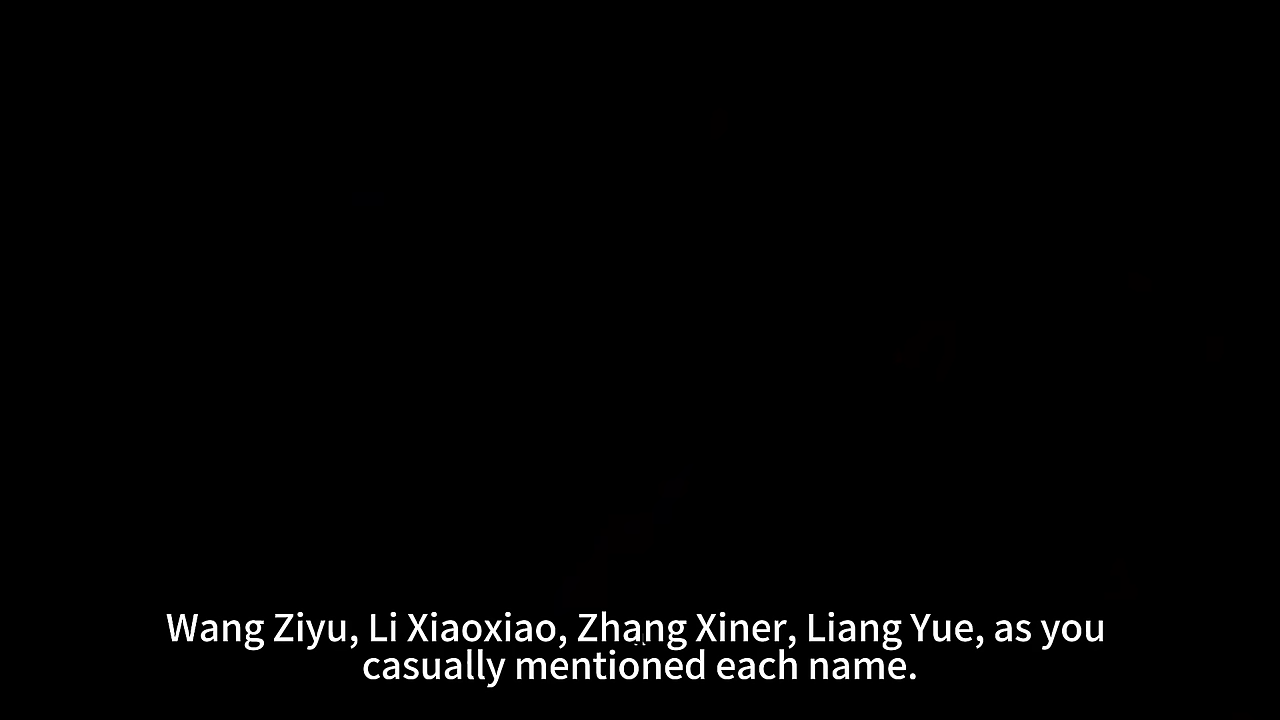 Wang Ziyu, Li Xiaoxiao, Zhang Xiner, Liang Yue, as you
casually mentioned each name.